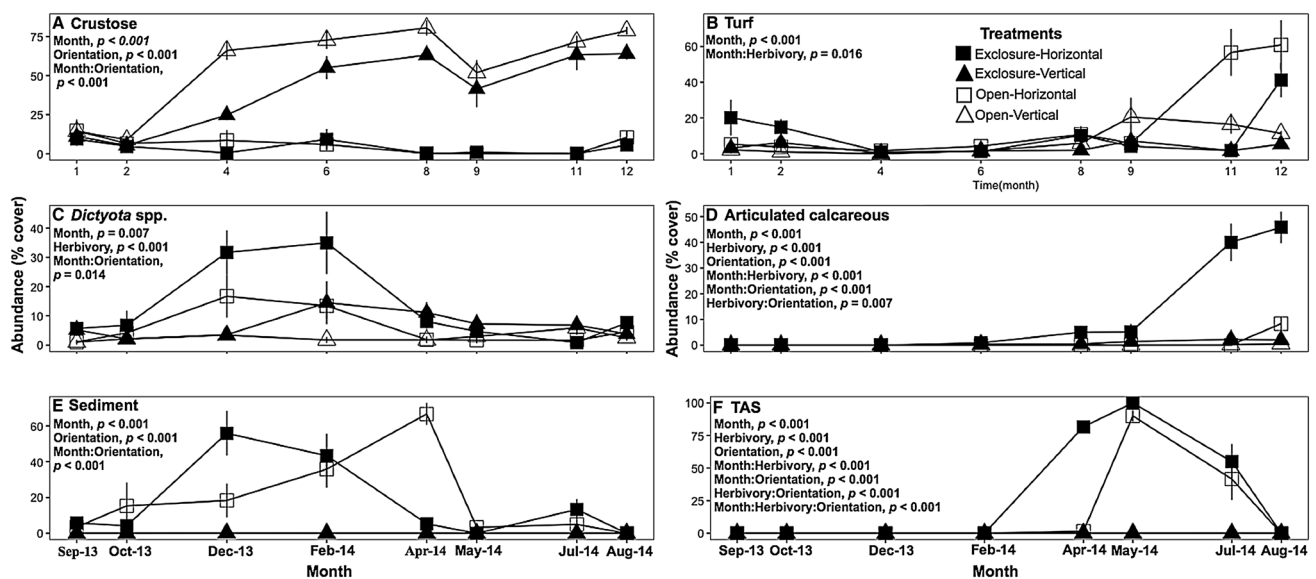 A Crustose
Month, p < 0.001
Orientation, p < 0.001
Month:Orientation,
p < 0.001
75
50
25
0
1 2 4 6 8 9 11 12
B Turf
Month, p < 0.001
Month:Herbivory, p = 0.016
Treatments
Exclosure-Horizontal
Exclosure-Vertical
Open-Horizontal
Open-Vertical
60
40
20
0
1 2 4 6 8 9 11 12
Time(month)
Abundance (% cover)
C Dictyota spp.
Month, p = 0.007
Herbivory, p < 0.001
Month:Orientation,
p = 0.014
40
30
20
10
0
Abundance (% cover)
D Articulated calcareous
Month, p < 0.001
Herbivory, p < 0.001
Orientation, p < 0.001
Month:Herbivory, p < 0.001
Month:Orientation, p < 0.001
Herbivory:Orientation, p = 0.007
50
40
30
20
10
0
E Sediment
Month, p < 0.001
Orientation, p < 0.001
Month:Orientation,
p < 0.001
60
40
20
0
Sep-13 Oct-13 Dec-13 Feb-14 Apr-14 May-14 Jul-14 Aug-14
Month
F TAS
Month, p < 0.001
Herbivory, p < 0.001
Orientation, p < 0.001
Month:Herbivory, p < 0.001
Month:Orientation, p < 0.001
Herbivory:Orientation, p < 0.001
Month:Herbivory:Orientation, p < 0.001
100
75
50
25
0
Sep-13 Oct-13 Dec-13 Feb-14 Apr-14 May-14 Jul-14 Aug-14
Month